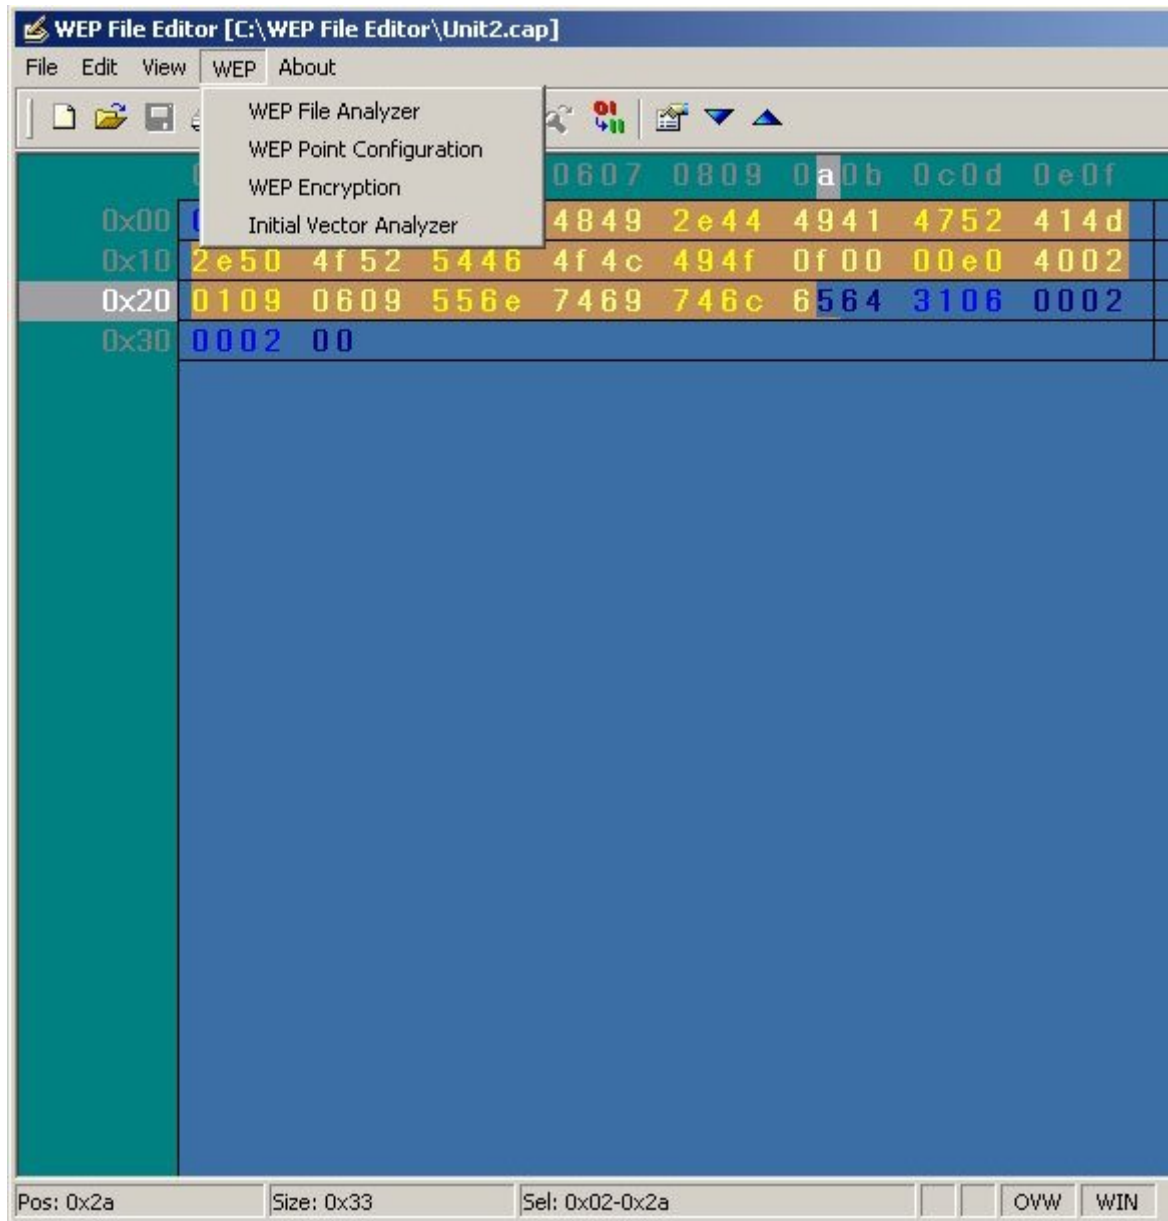 WEP File Editor [C:\WEP File Editor\Unit2.cap]
File Edit View WEP About
WEP File Analyzer
WEP Point Configuration
WEP Encryption
Initial Vector Analyzer
0607 0809 0a0b 0c0d 0e0f
0x00 4849 2e44 4941 4752 414d
0x10 2e50 4f52 5446 4f4c 494f 0f00 00e0 4002
0x20 0109 0609 556e 7469 746c 6564 3106 0002
0x30 0002 00
Pos: 0x2a Size: 0x33 Sel: 0x02-0x2a OVW WIN